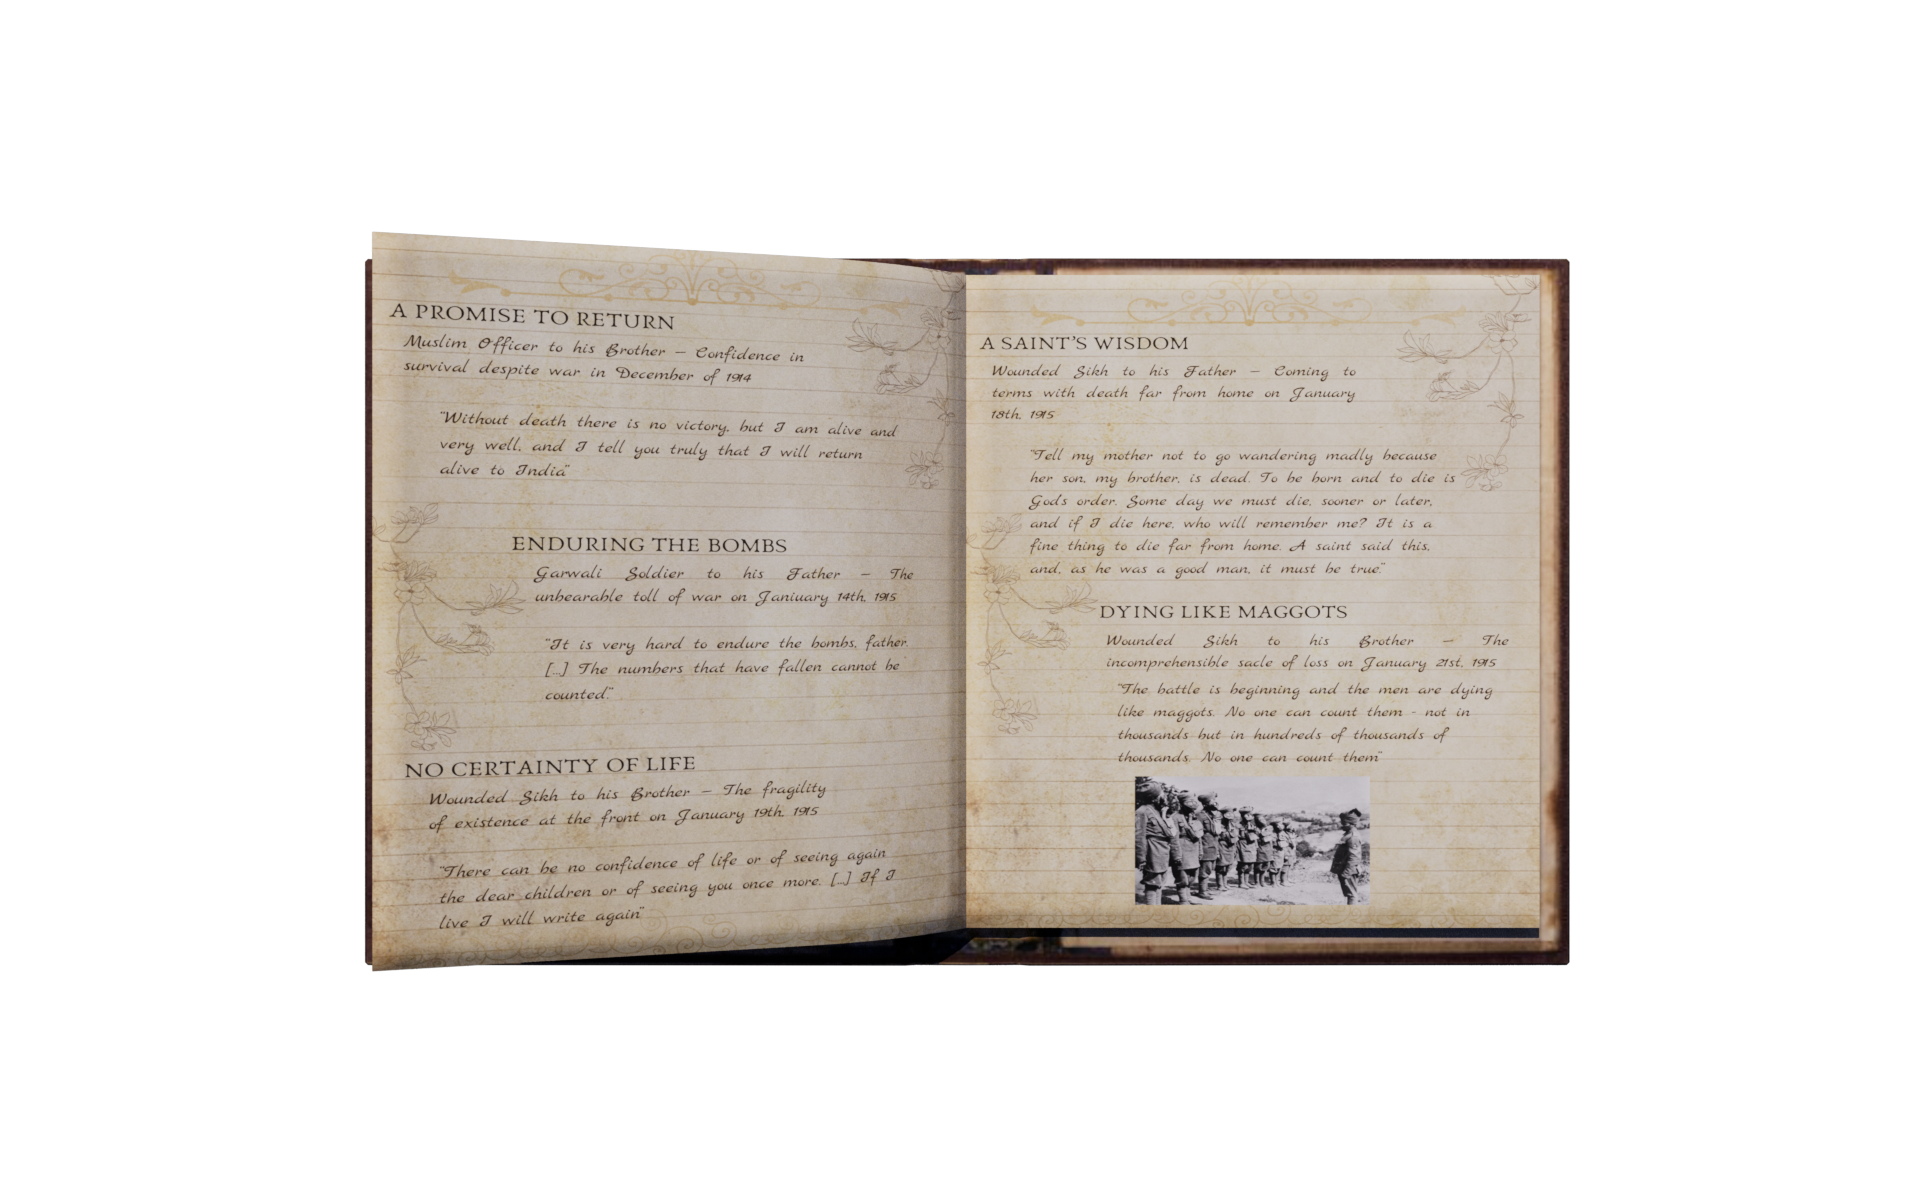 A PROMISE TO RETURN
Muslim Officer to his Brother – Confidence in
survival despite war in December of 1914
"Without death there is no victory, but I am alive and
very well, and I tell you truly that I will return
alive to India"
ENDURING THE BOMBS
Garwali Soldier to his Father – The
unbearable toll of war on Janiuary 14th, 1915
"It is very hard to endure the bombs, father.
[...] The numbers that have fallen cannot be
counted."
NO CERTAINTY OF LIFE
Wounded Sikh to his Brother – The fragility
of existence at the front on January 19th, 1915
"There can be no confidence of life or of seeing again
the dear children or of seeing you once more. [...] If I
live I will write again"
A SAINT'S WISDOM
Wounded Sikh to his Father – Coming to
terms with death far from home on January
18th, 1915
"Tell my mother not to go wandering madly because
her son, my brother, is dead. To be born and to die is
God's order. Some day we must die, sooner or later,
and if I die here, who will remember me? It is a
fine thing to die far from home. A saint said this,
and, as he was a good man, it must be true."
DYING LIKE MAGGOTS
Wounded Sikh to his Brother – The
incomprehensible sacle of loss on January 21st, 1915
"The battle is beginning and the men are dying
like maggots. No one can count them - not in
thousands but in hundreds of thousands of
thousands. No one can count them"